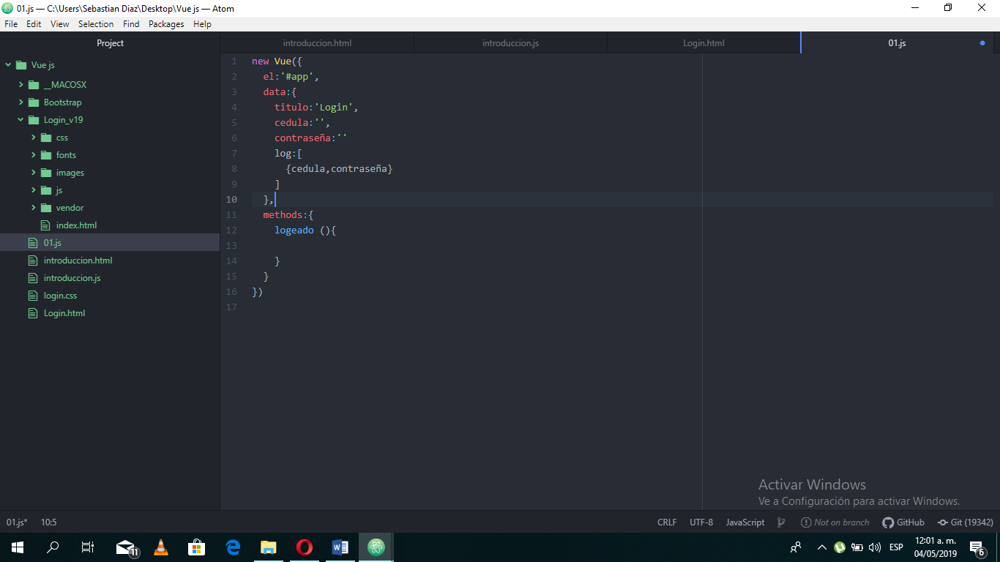 01.js — C:\Users\Sebastian Diaz\Desktop\Vue js — Atom
File Edit View Selection Find Packages Help
Project
introduccion.html introduccion.js Login.html 01.js
Vue js
__MACOSX
Bootstrap
Login_v19
css
fonts
images
js
vendor
index.html
01.js
introduccion.html
introduccion.js
login.css
Login.html
1 new Vue({
2 el:'#app',
3 data:{
4 titulo:'Login',
5 cedula:'',
6 contraseña:''
7 log:[
8 {cedula,contraseña}
9 ]
10 },
11 methods:{
12 logeado (){
13
14 }
15 }
16 })
17
Activar Windows
Ve a Configuración para activar Windows.
01.js* 10:5 CRLF UTF-8 JavaScript Not on branch GitHub Git (19342)
11 ESP 12:01 a. m. 6
04/05/2019